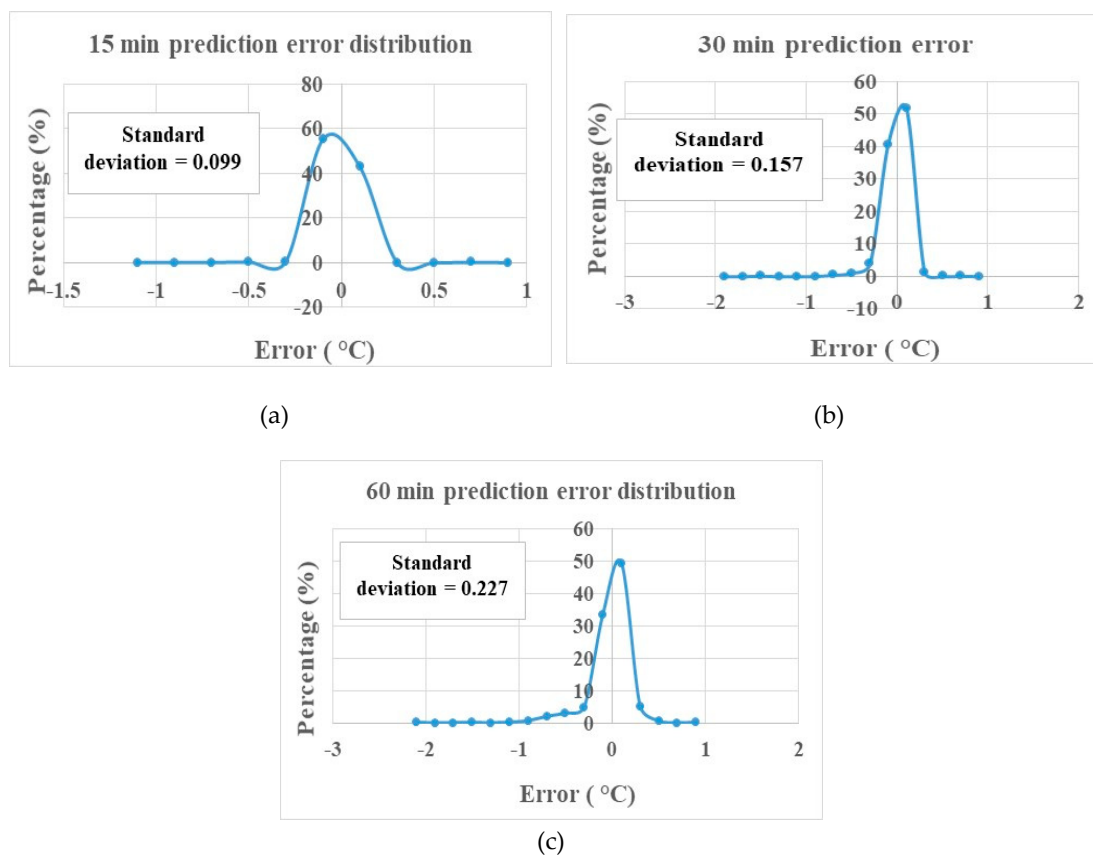 15 min prediction error distribution
80
60
40
20
0
-20
-1.5
-1
-0.5
0
0.5
1
Percentage (%)
Standard
deviation = 0.099
Error ( °C)
(a)
30 min prediction error
60
50
40
30
20
10
0
-10
-3
-2
-1
0
1
2
Percentage (%)
Standard
deviation = 0.157
Error ( °C)
(b)
60 min prediction error distribution
60
50
40
30
20
10
0
-3
-2
-1
0
1
2
Percentage (%)
Standard
deviation = 0.227
Error ( °C)
(c)